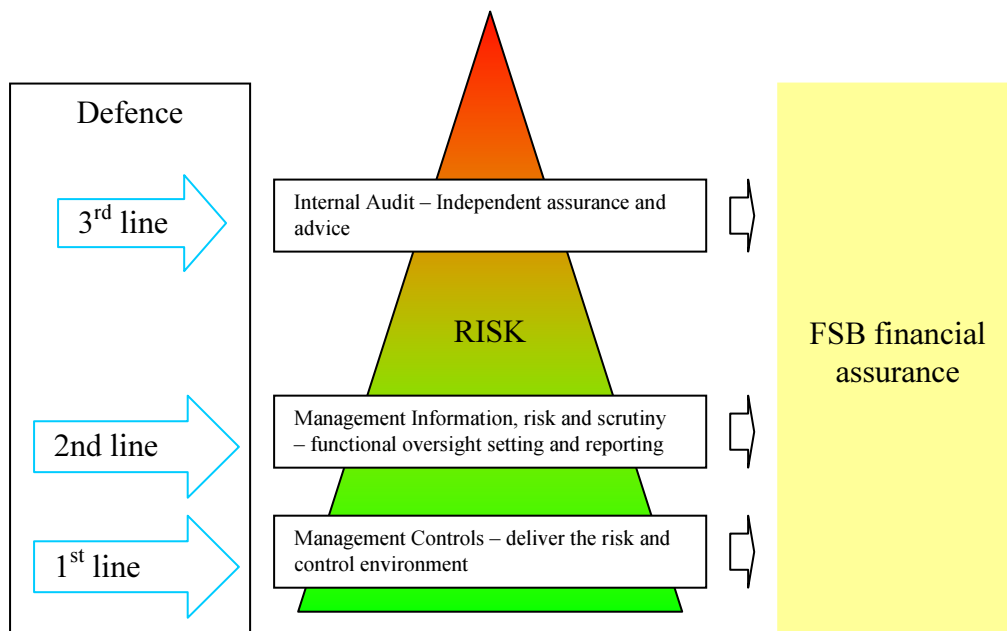 Defence
3rd line
Internal Audit – Independent assurance and
advice
RISK
FSB financial
assurance
2nd line
Management Information, risk and scrutiny
– functional oversight setting and reporting
1st line
Management Controls – deliver the risk and
control environment